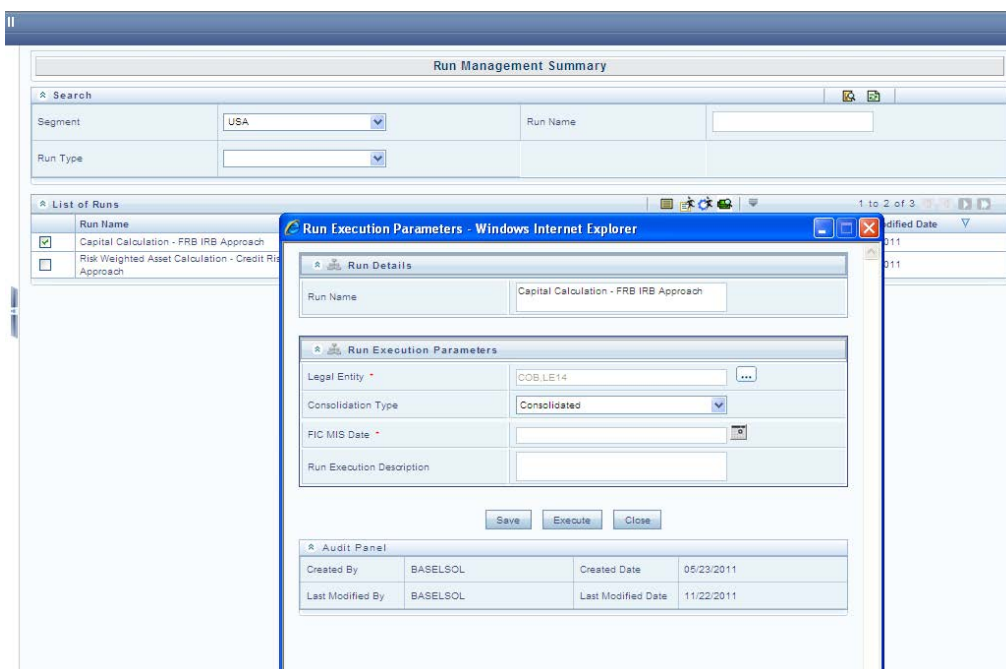 Run Management Summary
Search
Segment USA Run Name
Run Type
List of Runs 1 to 2 of 3
Run Name dified Date
Capital Calculation - FRB IRB Approach 011
Risk Weighted Asset Calculation - Credit Ris
Approach 011
Run Execution Parameters - Windows Internet Explorer
Run Details
Run Name Capital Calculation - FRB IRB Approach
Run Execution Parameters
Legal Entity * COB,LE14 ...
Consolidation Type Consolidated
FIC MIS Date *
Run Execution Description
Save Execute Close
Audit Panel
Created By BASELSOL Created Date 05/23/2011
Last Modified By BASELSOL Last Modified Date 11/22/2011